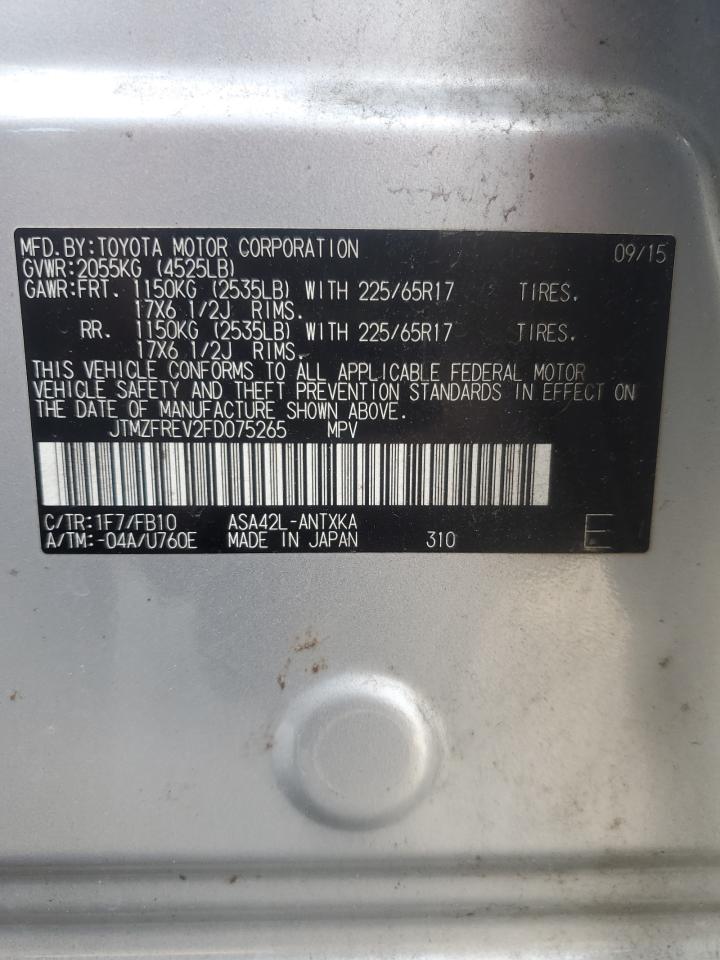 MFD.BY:TOYOTA MOTOR CORPORATION 09/15
GVWR:2055KG (4525LB)
GAWR:FRT. 1150KG (2535LB) WITH 225/65R17 TIRES.
17X6 1/2J RIMS.
RR. 1150KG (2535LB) WITH 225/65R17 TIRES.
17X6 1/2J RIMS.
THIS VEHICLE CONFORMS TO ALL APPLICABLE FEDERAL MOTOR
VEHICLE SAFETY AND THEFT PREVENTION STANDARDS IN EFFECT ON
THE DATE OF MANUFACTURE SHOWN ABOVE.
JTMZFREV2FD075265 MPV
C/TR:1F7/FB10 ASA42L-ANTXKA
A/TM:-04A/U760E MADE IN JAPAN 310 E